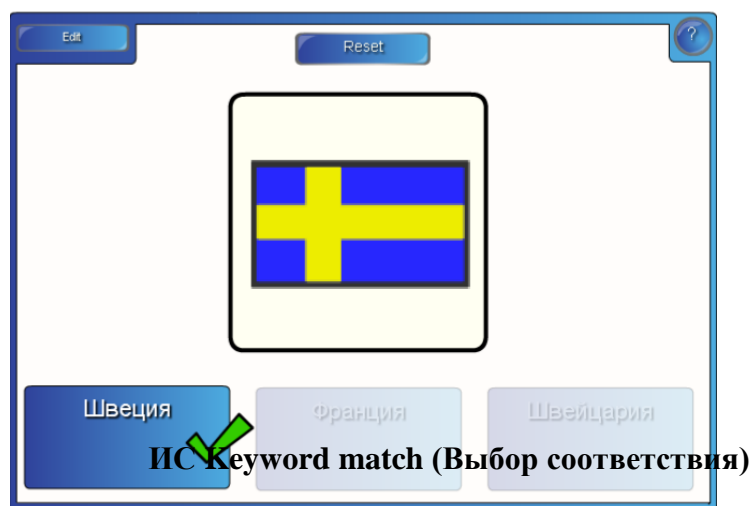 Edit
Reset
?
Швеция
Франция
Швейцария
ИС Keyword match (Выбор соответствия)